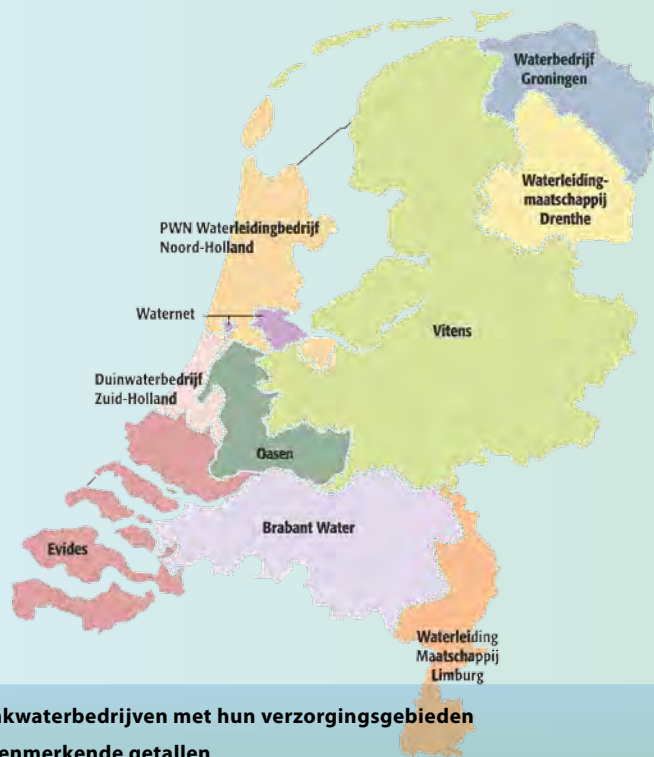 Waterbedrijf
Groningen
Waterleiding-
maatschappij
Drenthe
PWN Waterleidingbedrijf
Noord-Holland
Waternet
Vitens
Duinwaterbedrijf
Zuid-Holland
Oasen
Brabant Water
Evides
Waterleiding
Maatschappij
Limburg
nkwaterbedrijven met hun verzorgingsgebieden
enmerkende getallen